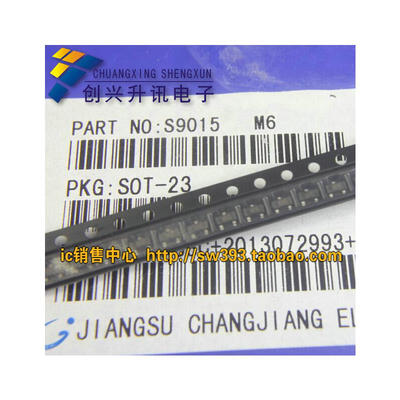 CHUANGXING SHENGXUN
创兴升讯电子
PART NO:S9015 M6
PKG:SOT-23
C+2013072993+
ic销售中心 http://sw393.taobao.com
JIANGSU CHANGJIANG EL